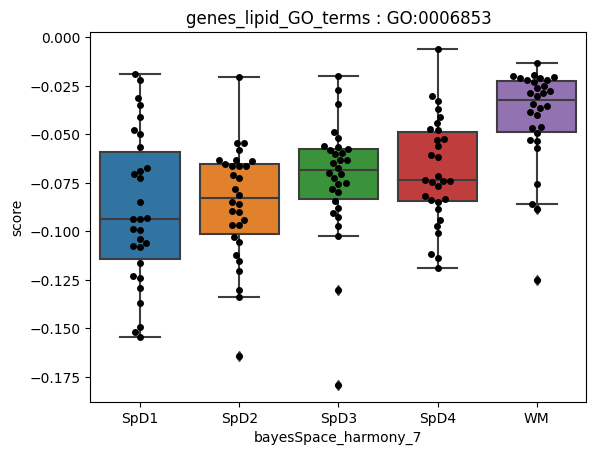 genes_lipid_GO_terms : GO:0006853
0.000
−0.025
−0.050
−0.075
−0.100
−0.125
−0.150
−0.175
score
SpD1 SpD2 SpD3 SpD4 WM
bayesSpace_harmony_7